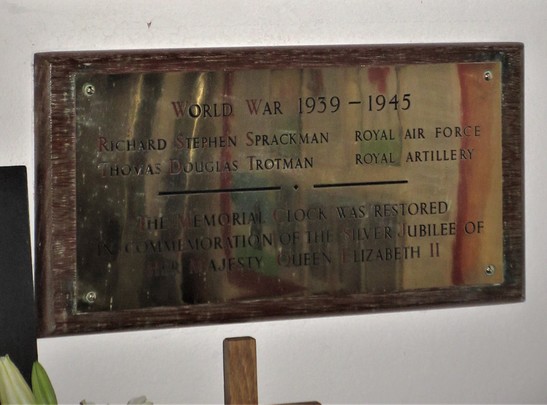 WORLD WAR 1939 – 1945
RICHARD STEPHEN SPRACKMAN ROYAL AIR FORCE
THOMAS DOUGLAS TROTMAN ROYAL ARTILLERY
THE MEMORIAL CLOCK WAS RESTORED
IN COMMEMORATION OF THE SILVER JUBILEE OF
HER MAJESTY QUEEN ELIZABETH II